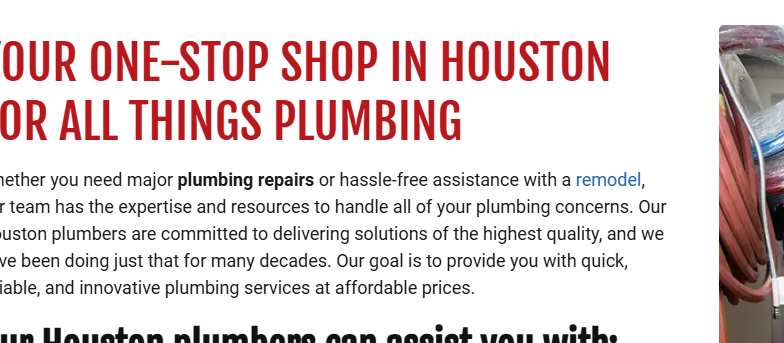 YOUR ONE-STOP SHOP IN HOUSTON
OR ALL THINGS PLUMBING
hether you need major plumbing repairs or hassle-free assistance with a remodel,
r team has the expertise and resources to handle all of your plumbing concerns. Our
ouston plumbers are committed to delivering solutions of the highest quality, and we
ve been doing just that for many decades. Our goal is to provide you with quick,
iable, and innovative plumbing services at affordable prices.
ur Houston plumbers can assist you with: